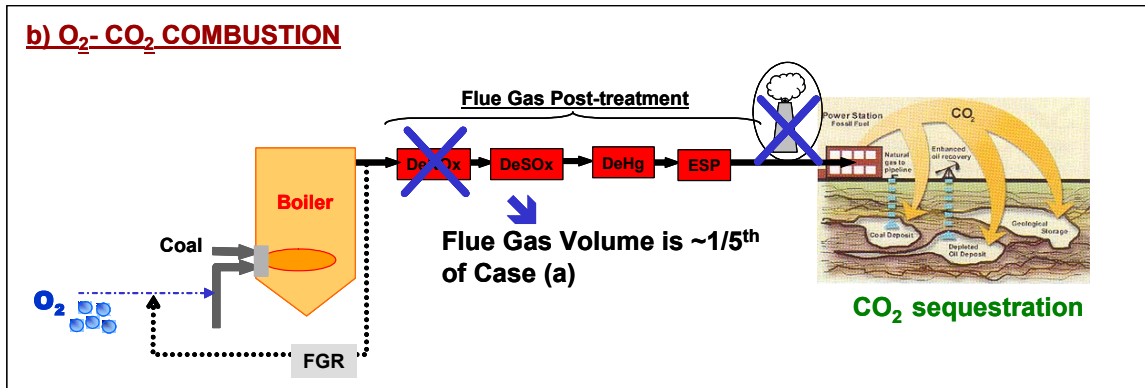 b) O₂- CO₂ COMBUSTION
Flue Gas Post-treatment
DeNOx
DeSOx
DeHg
ESP
Boiler
Coal
O₂
FGR
Flue Gas Volume is ~1/5th
of Case (a)
CO₂
Power Station
Fossil Fuel
Natural
gas to
pipeline
Enhanced
oil recovery
Geological
Storage
Coal Deposit
Depleted
Oil Deposit
CO₂ sequestration